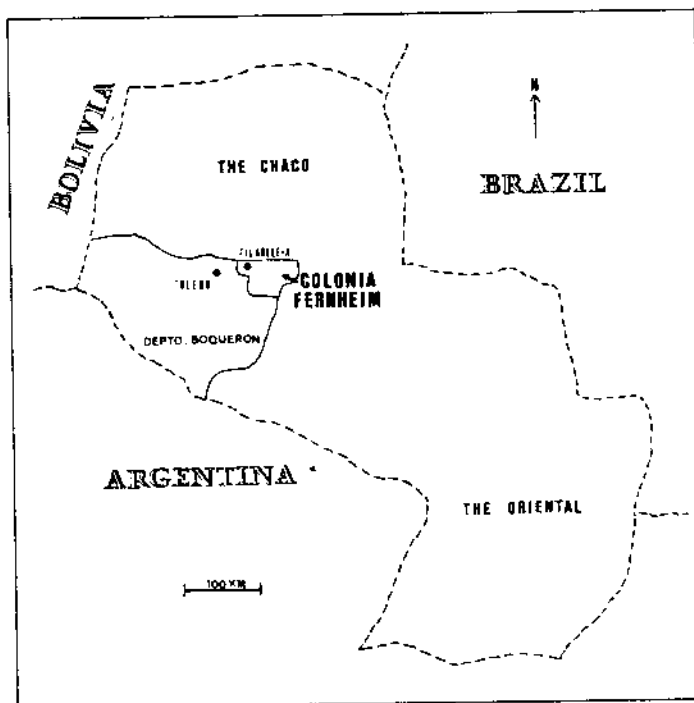 N
BOLIVIA
THE CHACO
BRAZIL
COLONIA
FERNHEIM
DEPTO. BOQUERON
ARGENTINA
THE ORIENTAL
100 KM